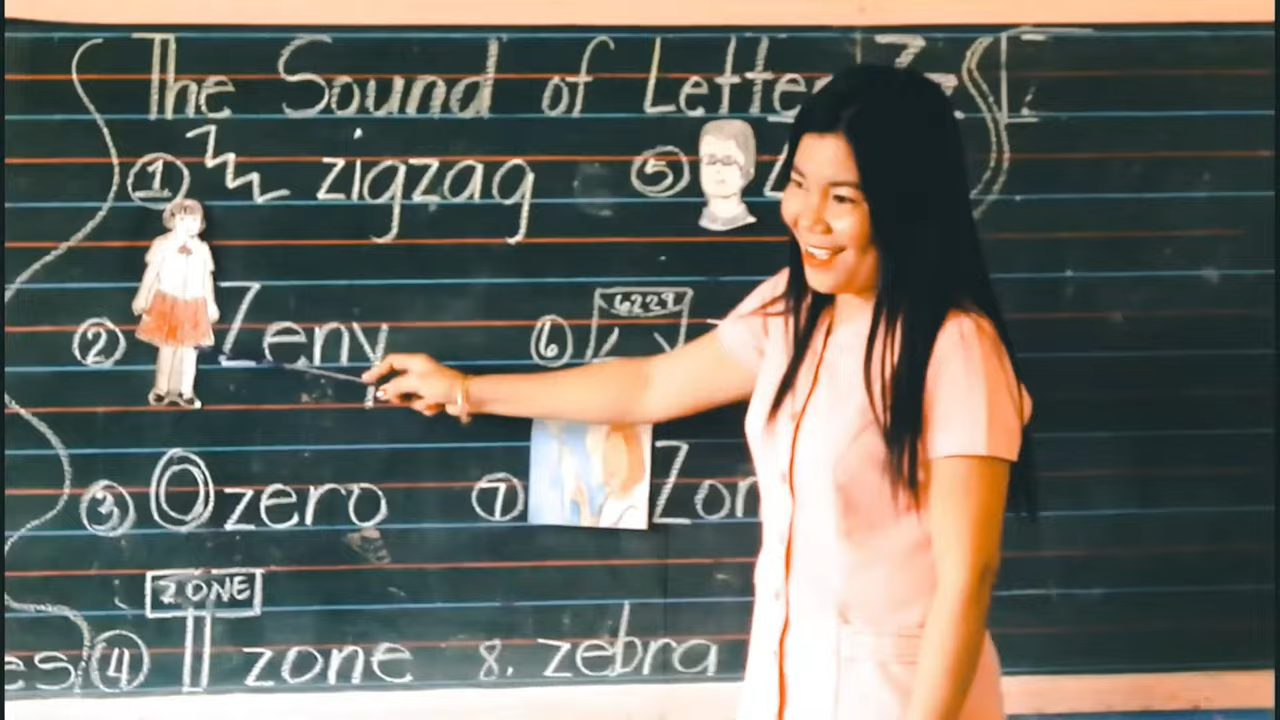 The Sound of Letter Z
① zigzag ⑤
② Zeny ⑥ 6229
③ O zero ⑦
ZONE
④ zone 8. zebra